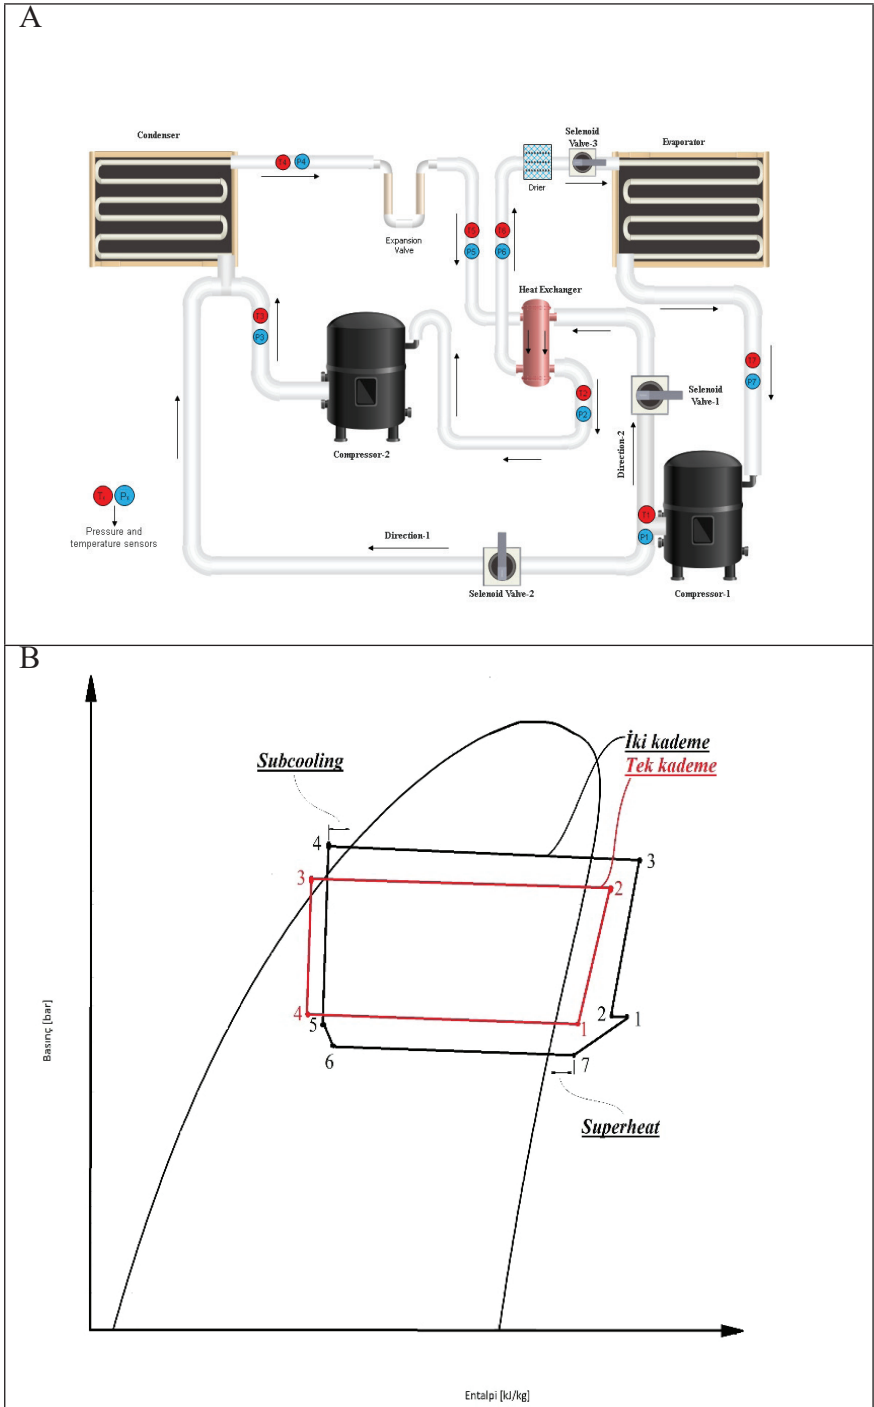 A
Condenser
T4 P4
Expansion
Valve
Drier
Selenoid
Valve-3
Evaporator
T5
P5
T6
P6
Heat Exchanger
T3
P3
Compressor-2
T2
P2
Selenoid
Valve-1
T7
P7
Direction-2
T1
P1
Compressor-1
Tx Px
Pressure and
temperature sensors
Direction-1
Selenoid Valve-2
B
Subcooling
İki kademe
Tek kademe
4
3
3
2
4
5
1
2
1
6
7
Superheat
Basınç [bar]
Entalpi [kJ/kg]